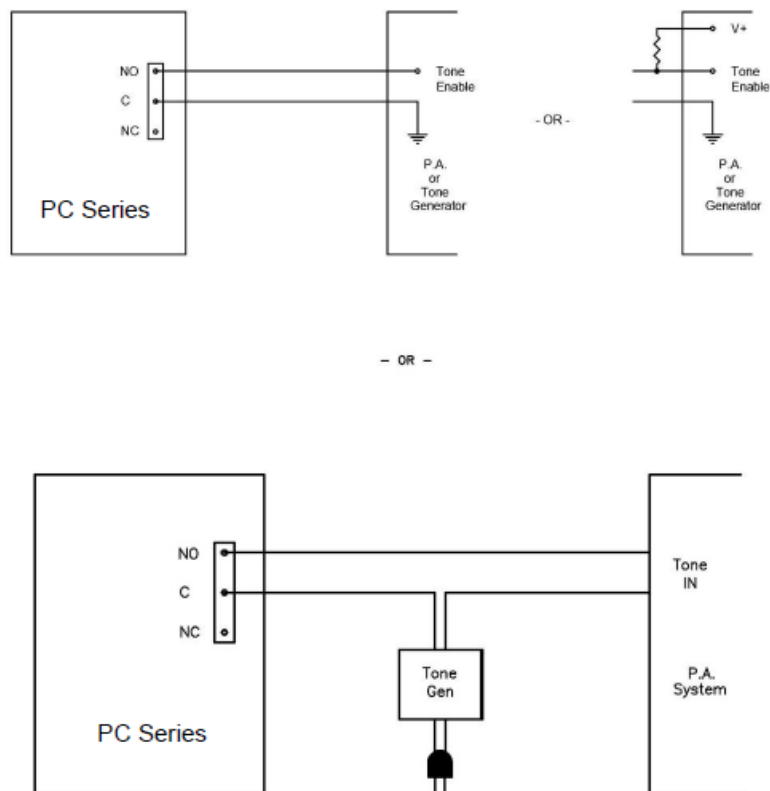 NO
C
NC
PC Series
Tone
Enable
P.A.
or
Tone
Generator
- OR -
V+
Tone
Enable
P.A.
or
Tone
Generator
- OR -
NO
C
NC
PC Series
Tone
Gen
Tone
IN
P.A.
System